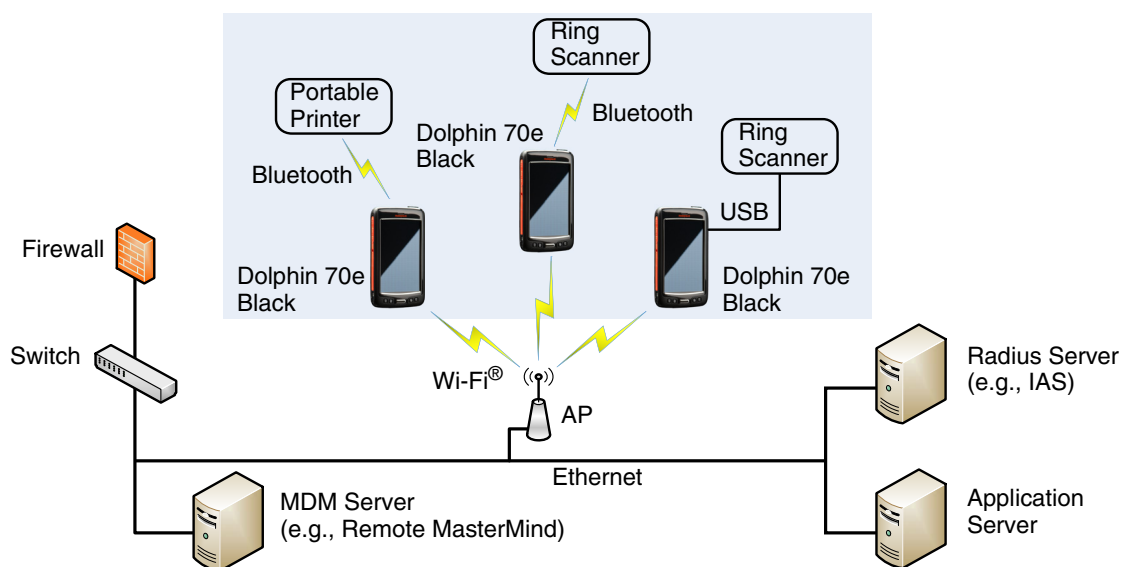 Ring
Scanner
Portable
Printer
Bluetooth
Dolphin 70e
Black
Ring
Scanner
Bluetooth
USB
Firewall
Dolphin 70e
Black
Dolphin 70e
Black
Switch
Wi-Fi®
AP
Radius Server
(e.g., IAS)
Ethernet
MDM Server
(e.g., Remote MasterMind)
Application
Server